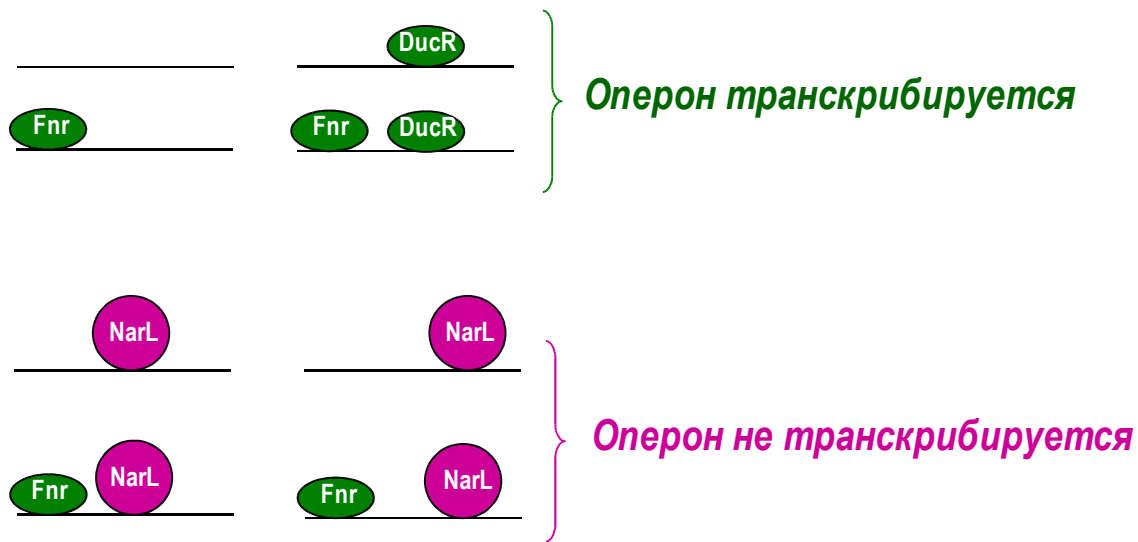 DucR
Fnr
Fnr
DucR
Оперон транскрибируется
NarL
NarL
Fnr
NarL
Fnr
NarL
Оперон не транскрибируется